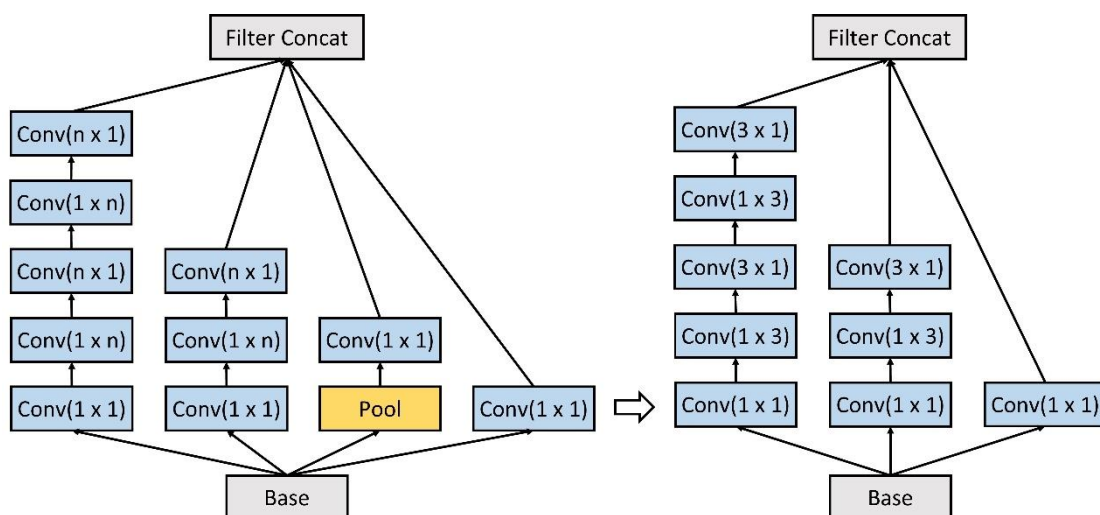 Filter Concat
Conv(n x 1)
Conv(1 x n)
Conv(n x 1)
Conv(1 x n)
Conv(1 x 1)
Conv(n x 1)
Conv(1 x n)
Conv(1 x 1)
Conv(1 x 1)
Pool
Conv(1 x 1)
Base
Filter Concat
Conv(3 x 1)
Conv(1 x 3)
Conv(3 x 1)
Conv(1 x 3)
Conv(1 x 1)
Conv(3 x 1)
Conv(1 x 3)
Conv(1 x 1)
Conv(1 x 1)
Base